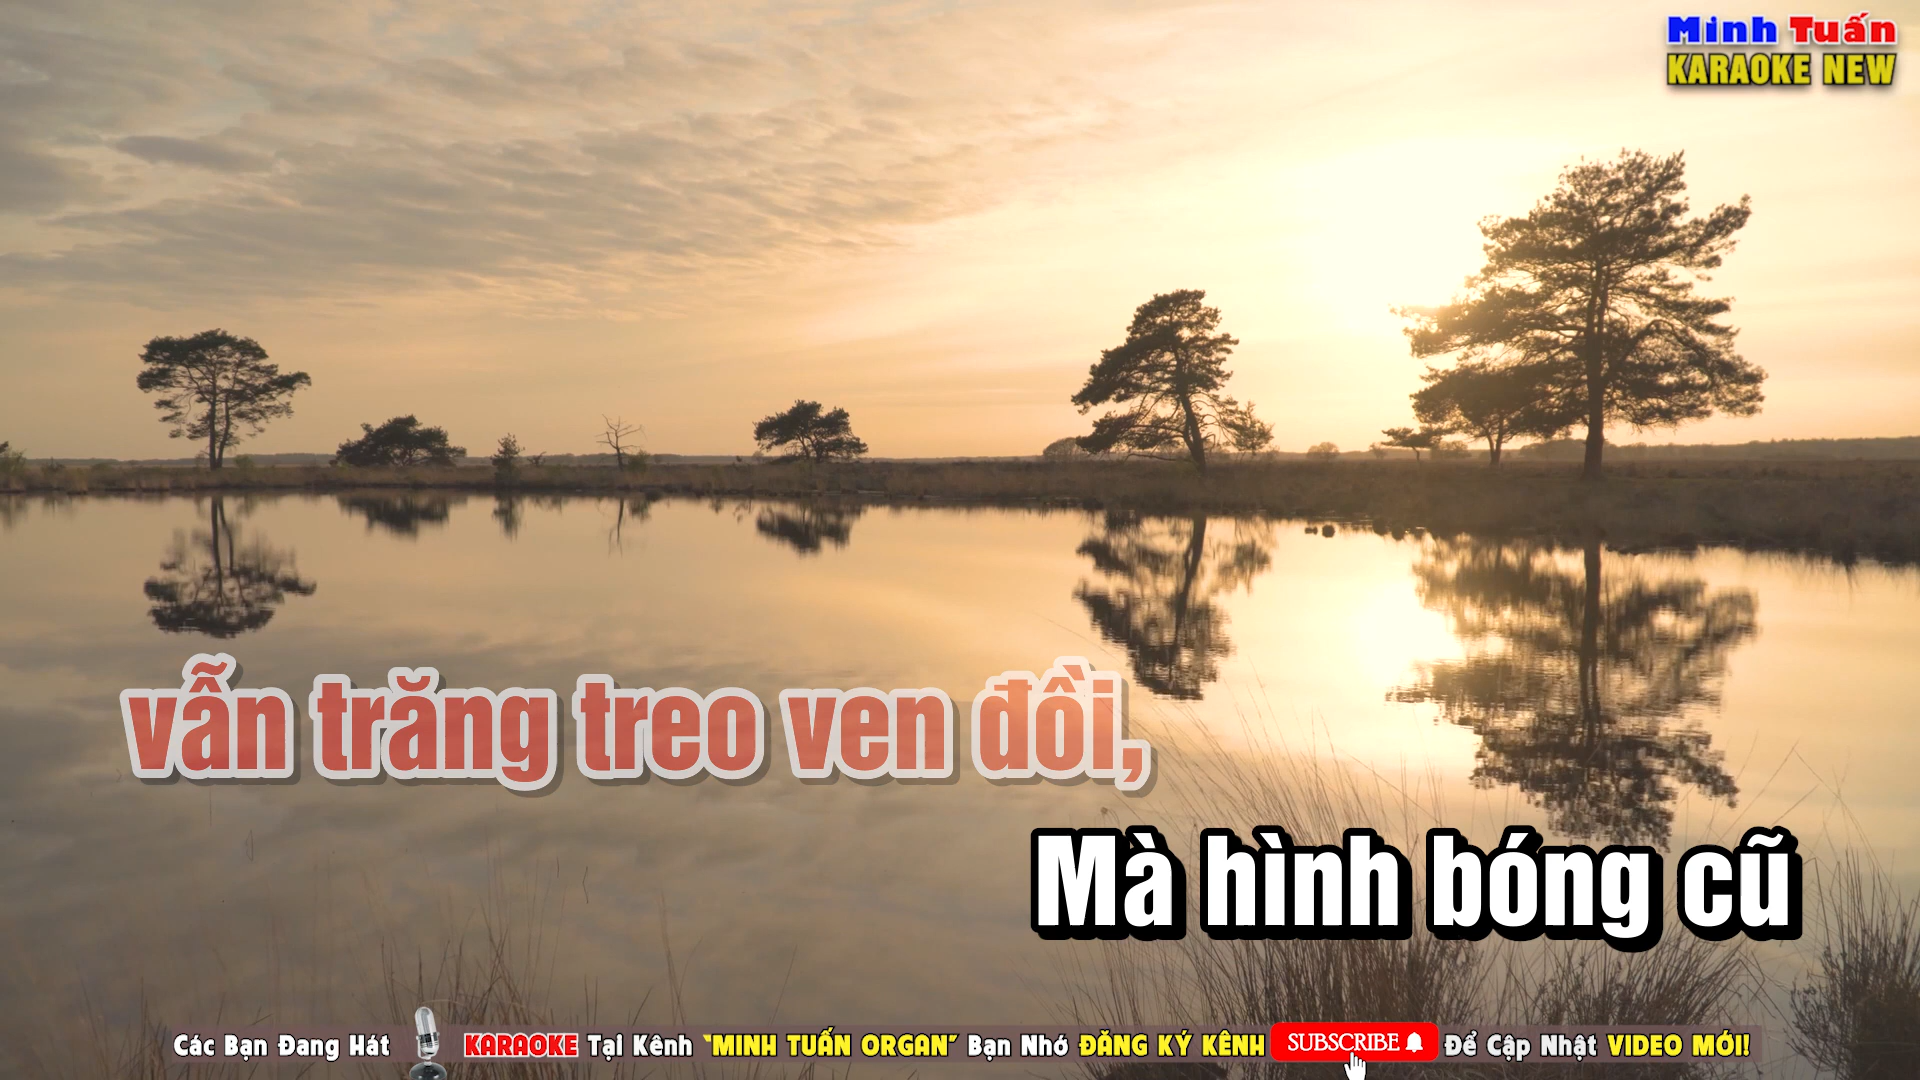 Minh Tuấn
KARAOKE NEW
vẫn trăng treo ven đồi,
Mà hình bóng cũ
Các Bạn Đang Hát KARAOKE Tại Kênh "MINH TUẤN ORGAN" Bạn Nhớ ĐĂNG KÝ KÊNH SUBSCRIBE Để Cập Nhật VIDEO MỚI!